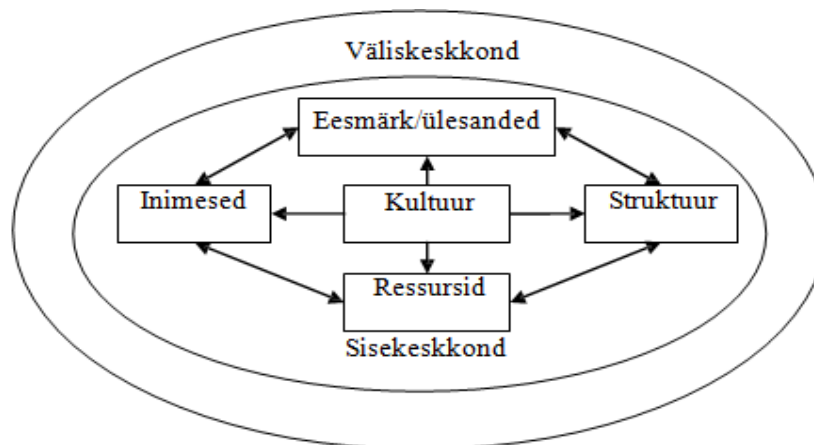 Väliskeskkond
Eesmärk/ülesanded
Inimesed
Kultuur
Struktuur
Ressursid
Sisekeskkond